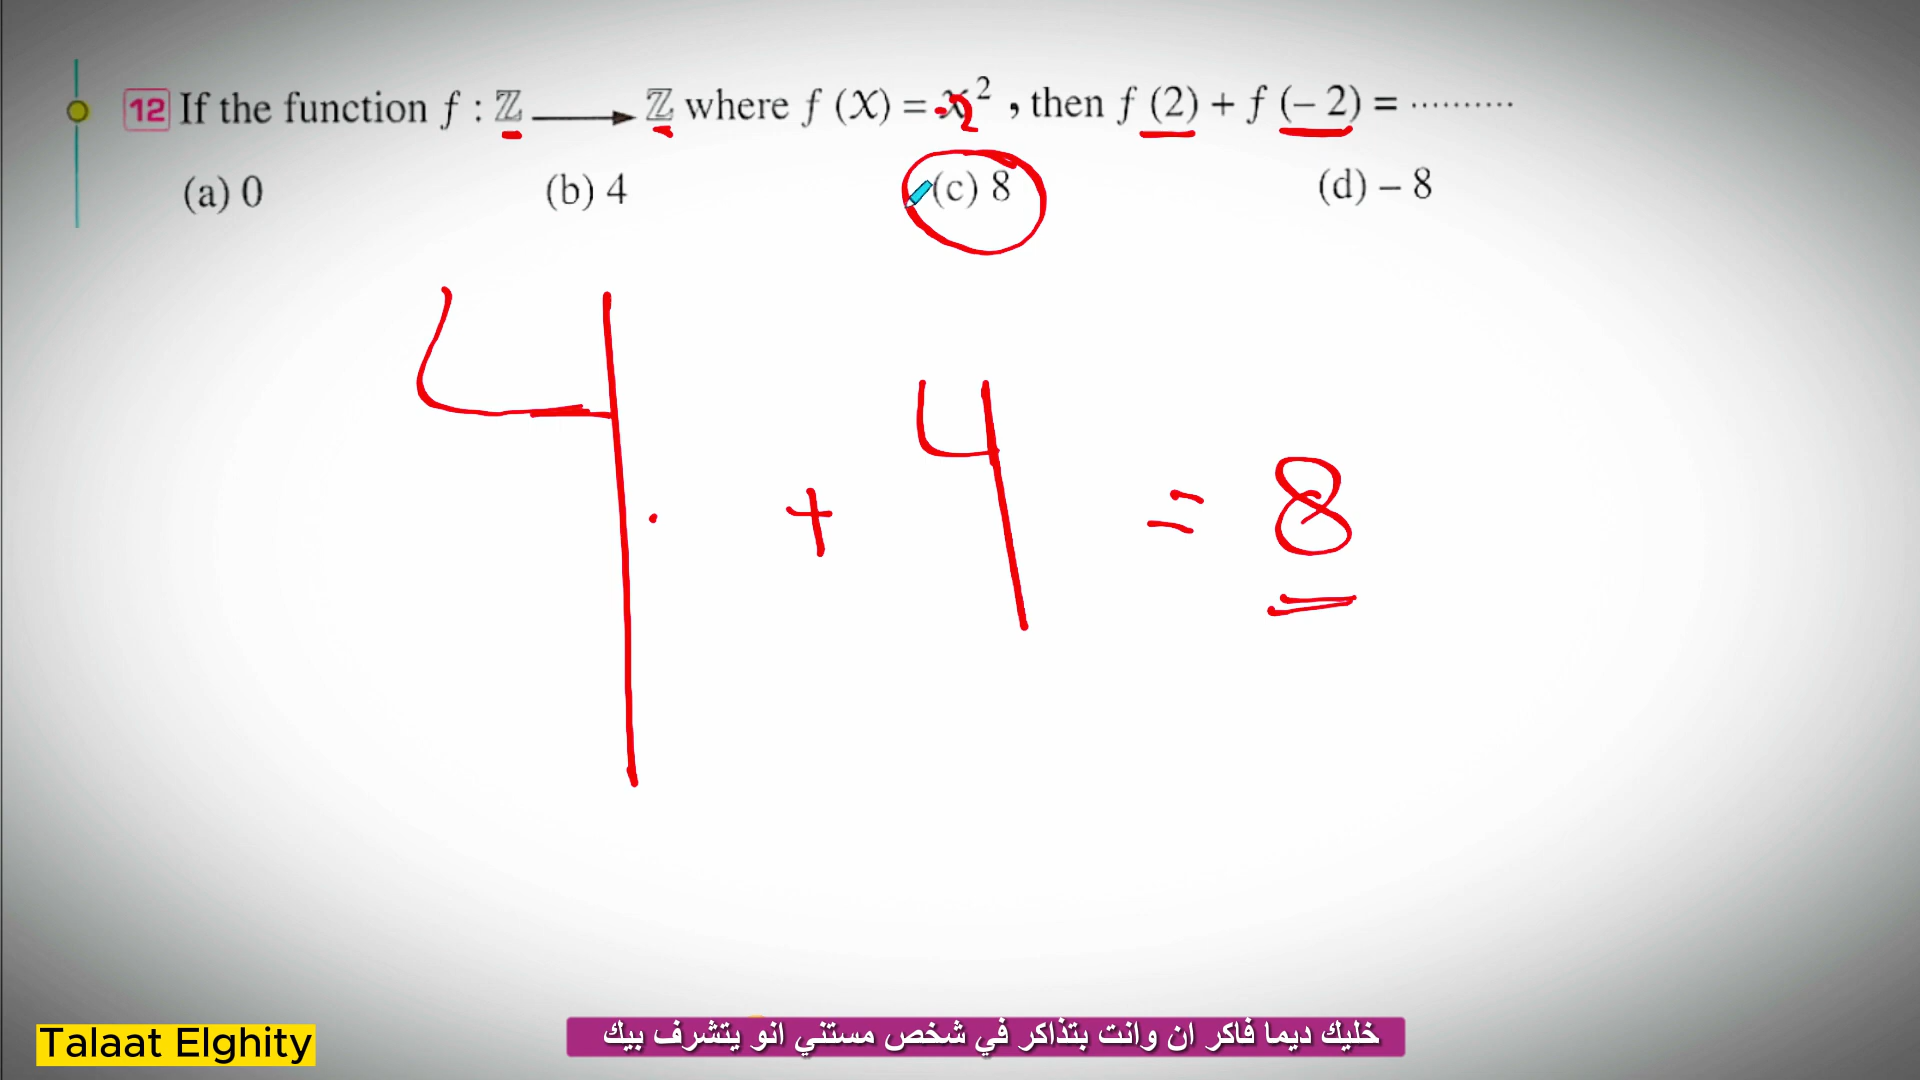 12 If the function f : ℤ ⟶ ℤ where f (X) = x² , then f (2) + f (– 2) = ..........
-2
(a) 0 (b) 4 (c) 8 (d) – 8
4 . + 4 = 8
Talaat Elghity
خليك ديما فاكر ان وانت بتذاكر في شخص مستني انو يتشرف بيك